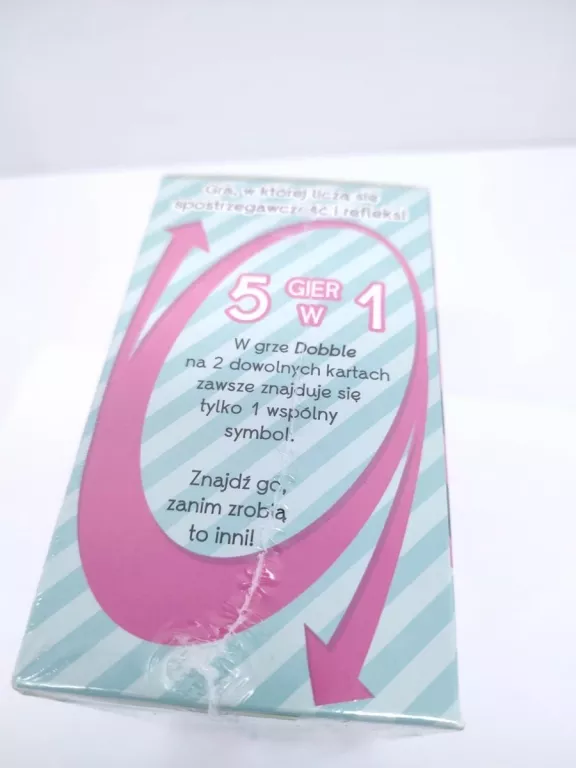 Gra, w której liczą się
spostrzegawczość i refleks!
5 GIER W 1
W grze Dobble
na 2 dowolnych kartach
zawsze znajduje się
tylko 1 wspólny
symbol.
Znajdź go,
zanim zrobią
to inni!